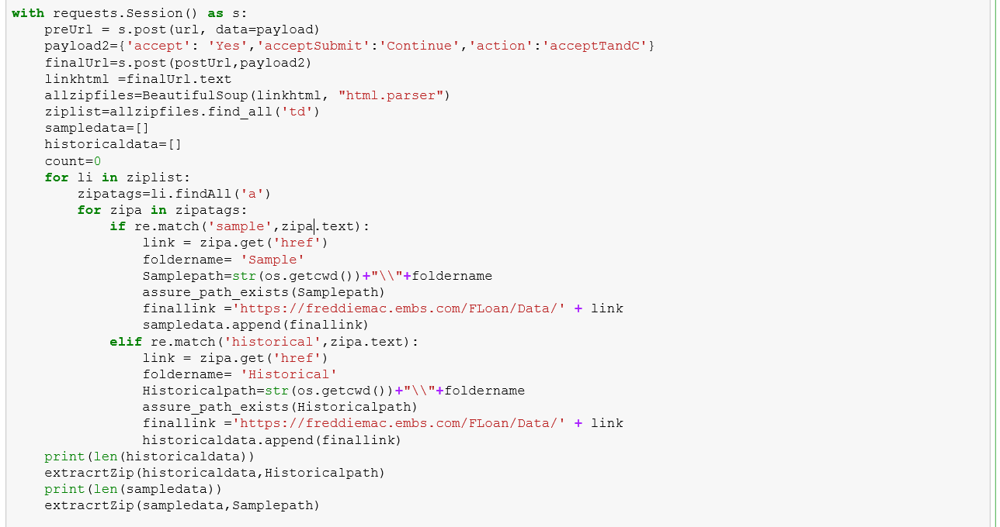 with requests.Session() as s:
    preUrl = s.post(url, data=payload)
    payload2={'accept': 'Yes','acceptSubmit':'Continue','action':'acceptTandC'}
    finalUrl=s.post(postUrl,payload2)
    linkhtml =finalUrl.text
    allzipfiles=BeautifulSoup(linkhtml, "html.parser")
    ziplist=allzipfiles.find_all('td')
    sampledata=[]
    historicaldata=[]
    count=0
    for li in ziplist:
        zipatags=li.findAll('a')
        for zipa in zipatags:
            if re.match('sample',zipa.text):
                link = zipa.get('href')
                foldername= 'Sample'
                Samplepath=str(os.getcwd())+"\\"+foldername
                assure_path_exists(Samplepath)
                finallink ='https://freddiemac.embs.com/FLoan/Data/' + link
                sampledata.append(finallink)
            elif re.match('historical',zipa.text):
                link = zipa.get('href')
                foldername= 'Historical'
                Historicalpath=str(os.getcwd())+"\\"+foldername
                assure_path_exists(Historicalpath)
                finallink ='https://freddiemac.embs.com/FLoan/Data/' + link
                historicaldata.append(finallink)
    print(len(historicaldata))
    extracrtZip(historicaldata,Historicalpath)
    print(len(sampledata))
    extracrtZip(sampledata,Samplepath)